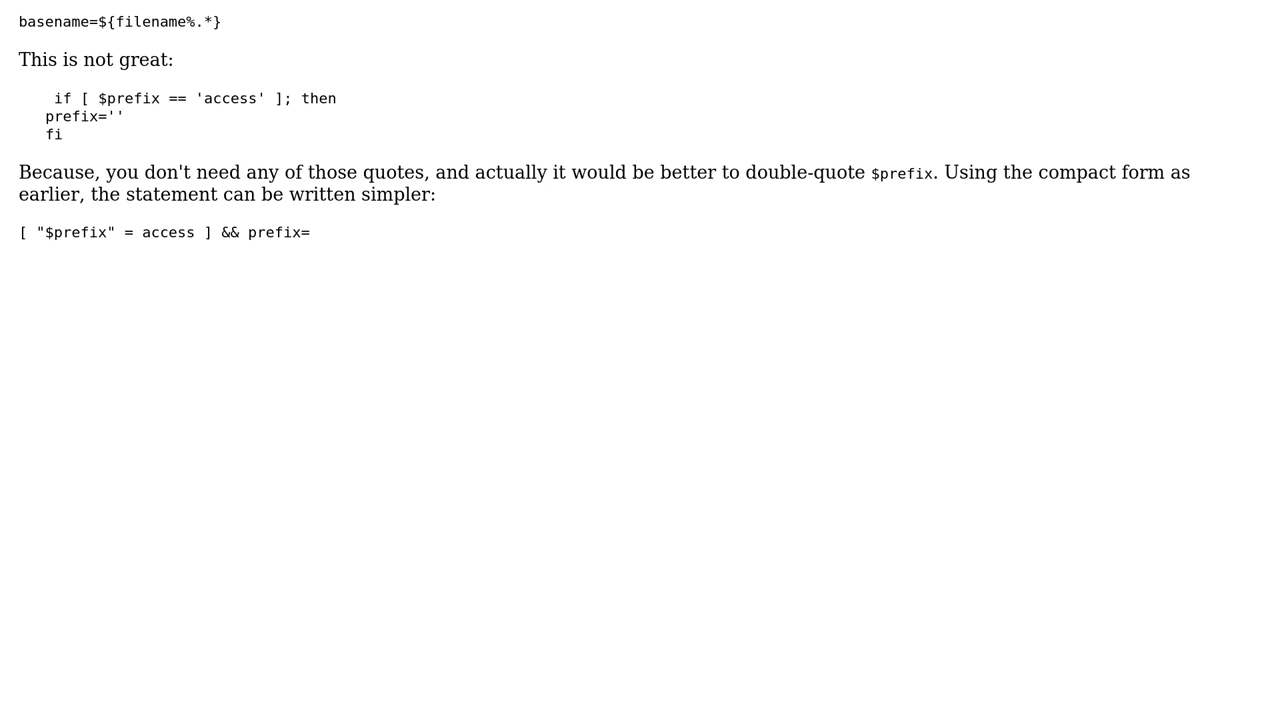 basename=${filename%.*}
This is not great:
if [ $prefix == 'access' ]; then
prefix=''
fi
Because, you don't need any of those quotes, and actually it would be better to double-quote $prefix. Using the compact form as
earlier, the statement can be written simpler:
[ "$prefix" = access ] && prefix=